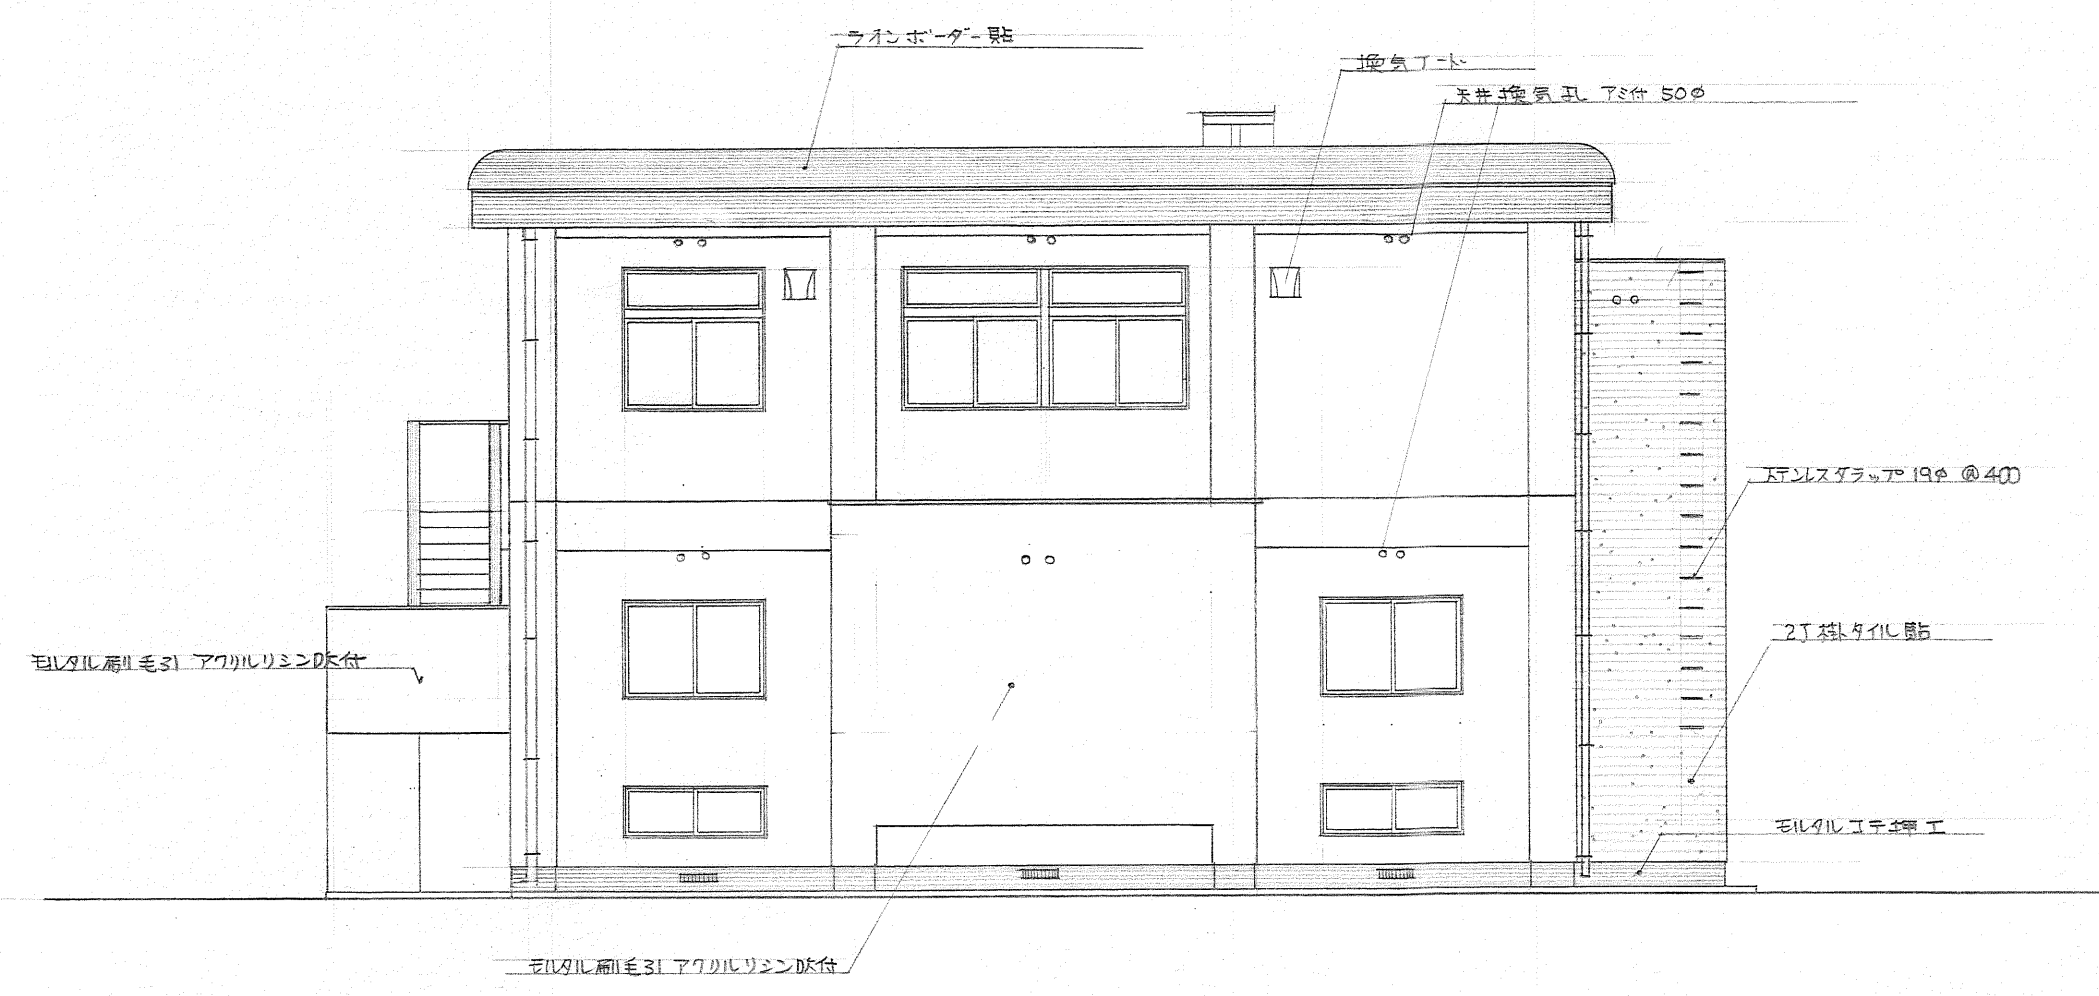 ラインボーダー貼
換気フード
天井換気孔 アミ付 50φ
ステンレスタラップ 19φ @400
2丁掛タイル貼
モルタル刷毛引 アクリルリシン吹付
モルタルコテ押エ
モルタル刷毛引 アクリルリシン吹付